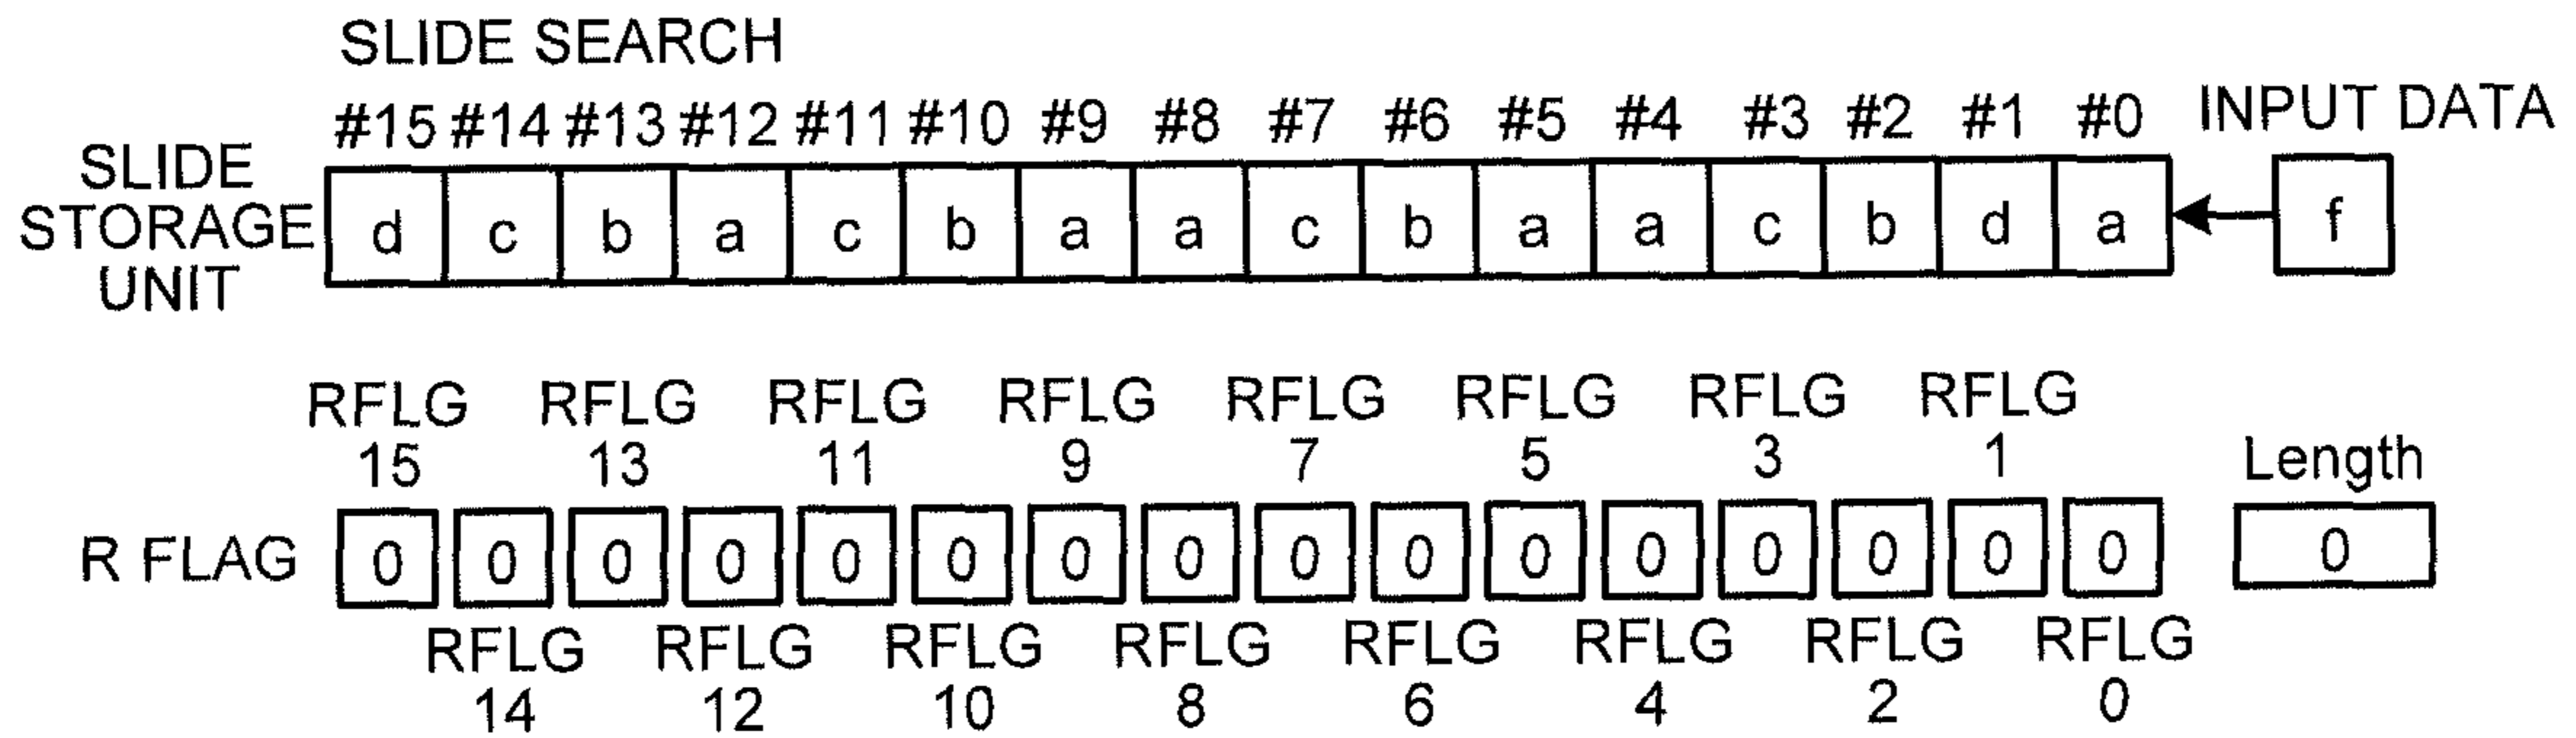 SLIDE SEARCH
#15 #14 #13 #12 #11 #10 #9 #8 #7 #6 #5 #4 #3 #2 #1 #0 INPUT DATA
SLIDE
STORAGE
UNIT
d c b a c b a a c b a a c b d a f
RFLG RFLG RFLG RFLG RFLG RFLG RFLG RFLG
15 13 11 9 7 5 3 1 Length
R FLAG 0 0 0 0 0 0 0 0 0 0 0 0 0 0 0 0 0
RFLG RFLG RFLG RFLG RFLG RFLG RFLG RFLG
14 12 10 8 6 4 2 0